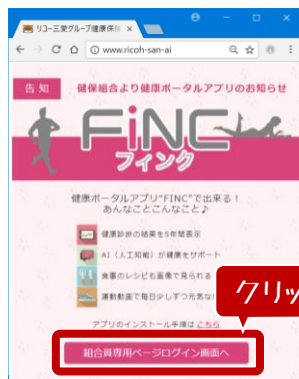 リコー三愛グループ健康保険
www.ricoh-san-ai
告知
健保組合より健康ポータルアプリのお知らせ
FiNC
フィンク
健康ポータルアプリ“FINC”で出来る！
あんなことこんなこと♪
健康診断の結果を5年間表示
AI（人工知能）が健康をサポート
食事のレシピも画像で見られる
運動動画で毎日少しずつ元気な
クリッ
アプリのインストール手順はこちら
組合員専用ページログイン画面へ